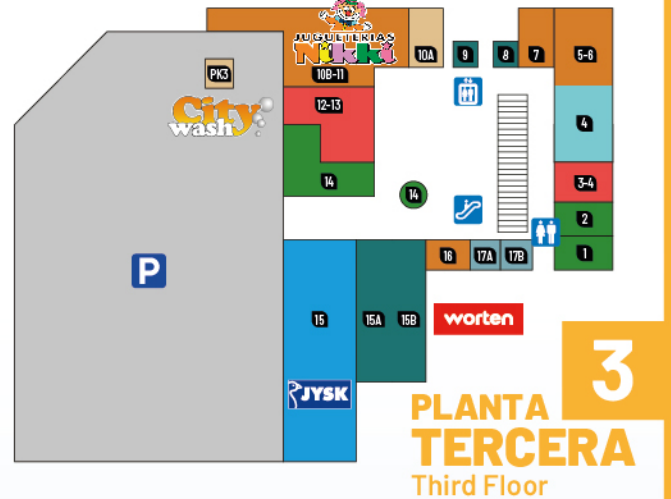 JUGUETERIAS
Nikki
10B-11
10A
9
8
7
5-6
PK3
City
wash
12-13
4
14
14
3-4
2
1
P
16
17A
17B
15
15A
15B
worten
JYSK
3
PLANTA
TERCERA
Third Floor